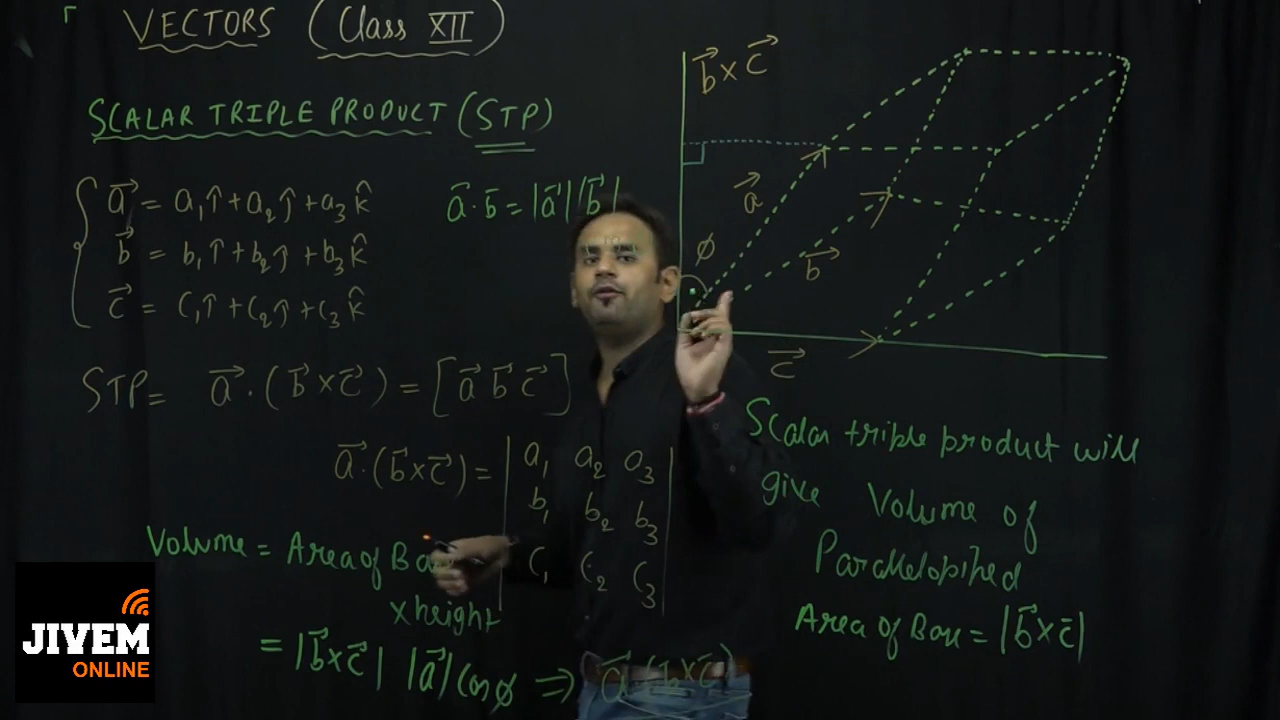 VECTORS (Class XII)
SCALAR TRIPLE PRODUCT (STP)
a⃗ = a₁î + a₂ĵ + a₃k̂
b⃗ = b₁î + b₂ĵ + b₃k̂
c⃗ = c₁î + c₂ĵ + c₃k̂
a⃗ · b⃗ = |a⃗| |b⃗|
STP = a⃗ · (b⃗ × c⃗) = [a⃗ b⃗ c⃗]
a⃗ · (b⃗ × c⃗) = | a₁ a₂ a₃
b₁ b₂ b₃
c₁ c₂ c₃ |
Volume = Area of Ba
× height
= |b⃗ × c⃗| |a⃗| cos φ ⇒ a⃗ · (b⃗ × c⃗)
b⃗ × c⃗
a⃗
φ
b⃗
c⃗
Scalar triple product will
give Volume of
Parallelopiped
Area of Base = |b⃗ × c⃗|
JIVEM
ONLINE